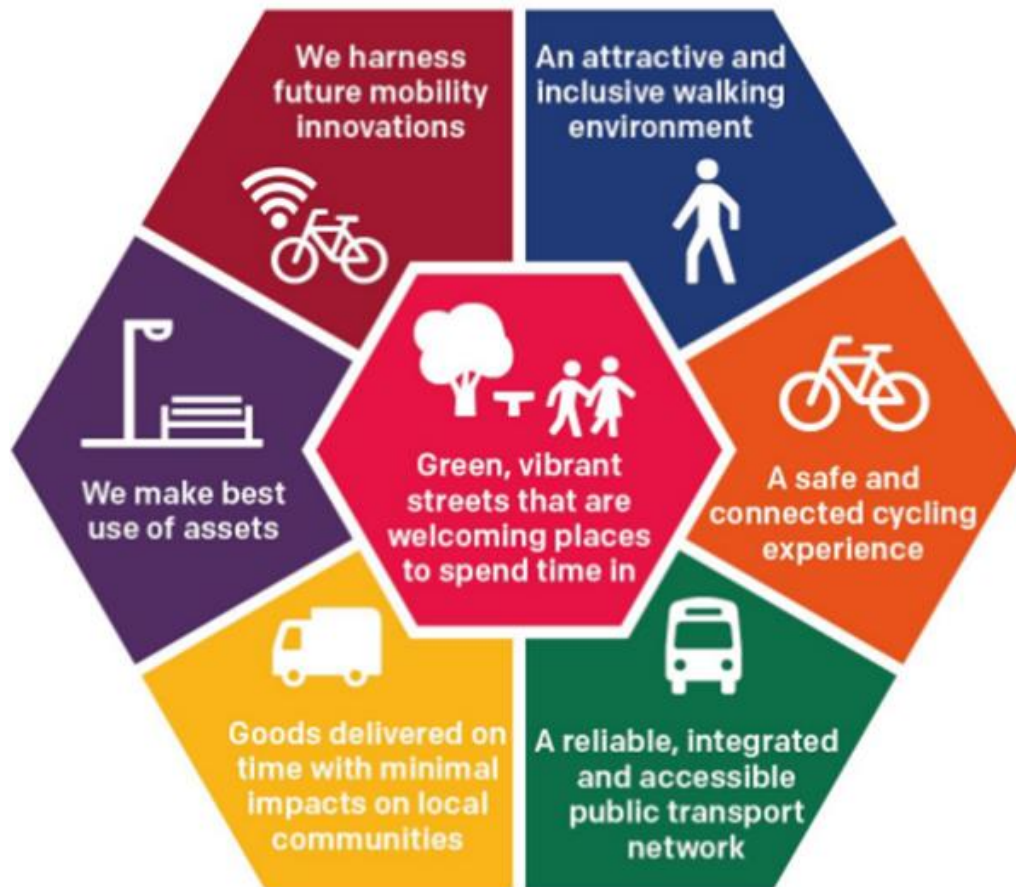 We harness
future mobility
innovations
An attractive and
inclusive walking
environment
We make best
use of assets
Green, vibrant
streets that are
welcoming places
to spend time in
A safe and
connected cycling
experience
Goods delivered on
time with minimal
impacts on local
communities
A reliable, integrated
and accessible
public transport
network